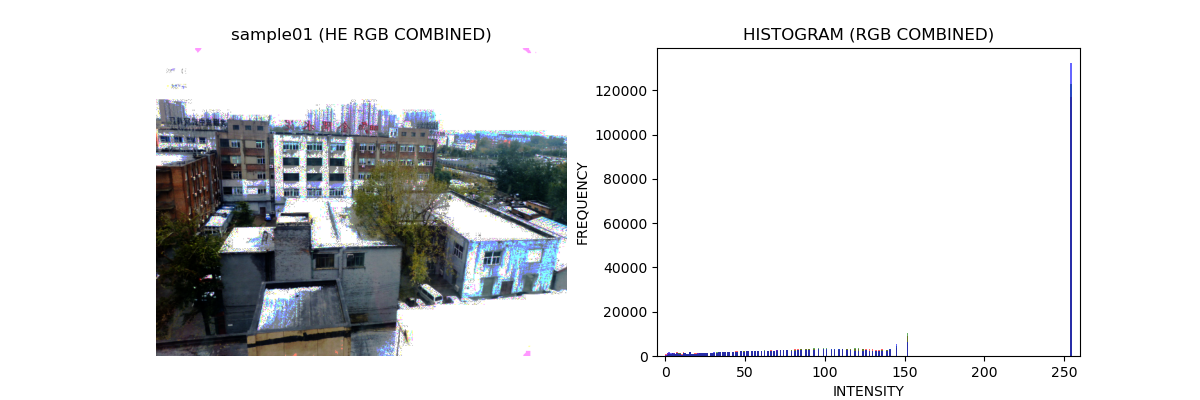 sample01 (HE RGB COMBINED)
HISTOGRAM (RGB COMBINED)
FREQUENCY
120000
100000
80000
60000
40000
20000
0
0 50 100 150 200 250
INTENSITY